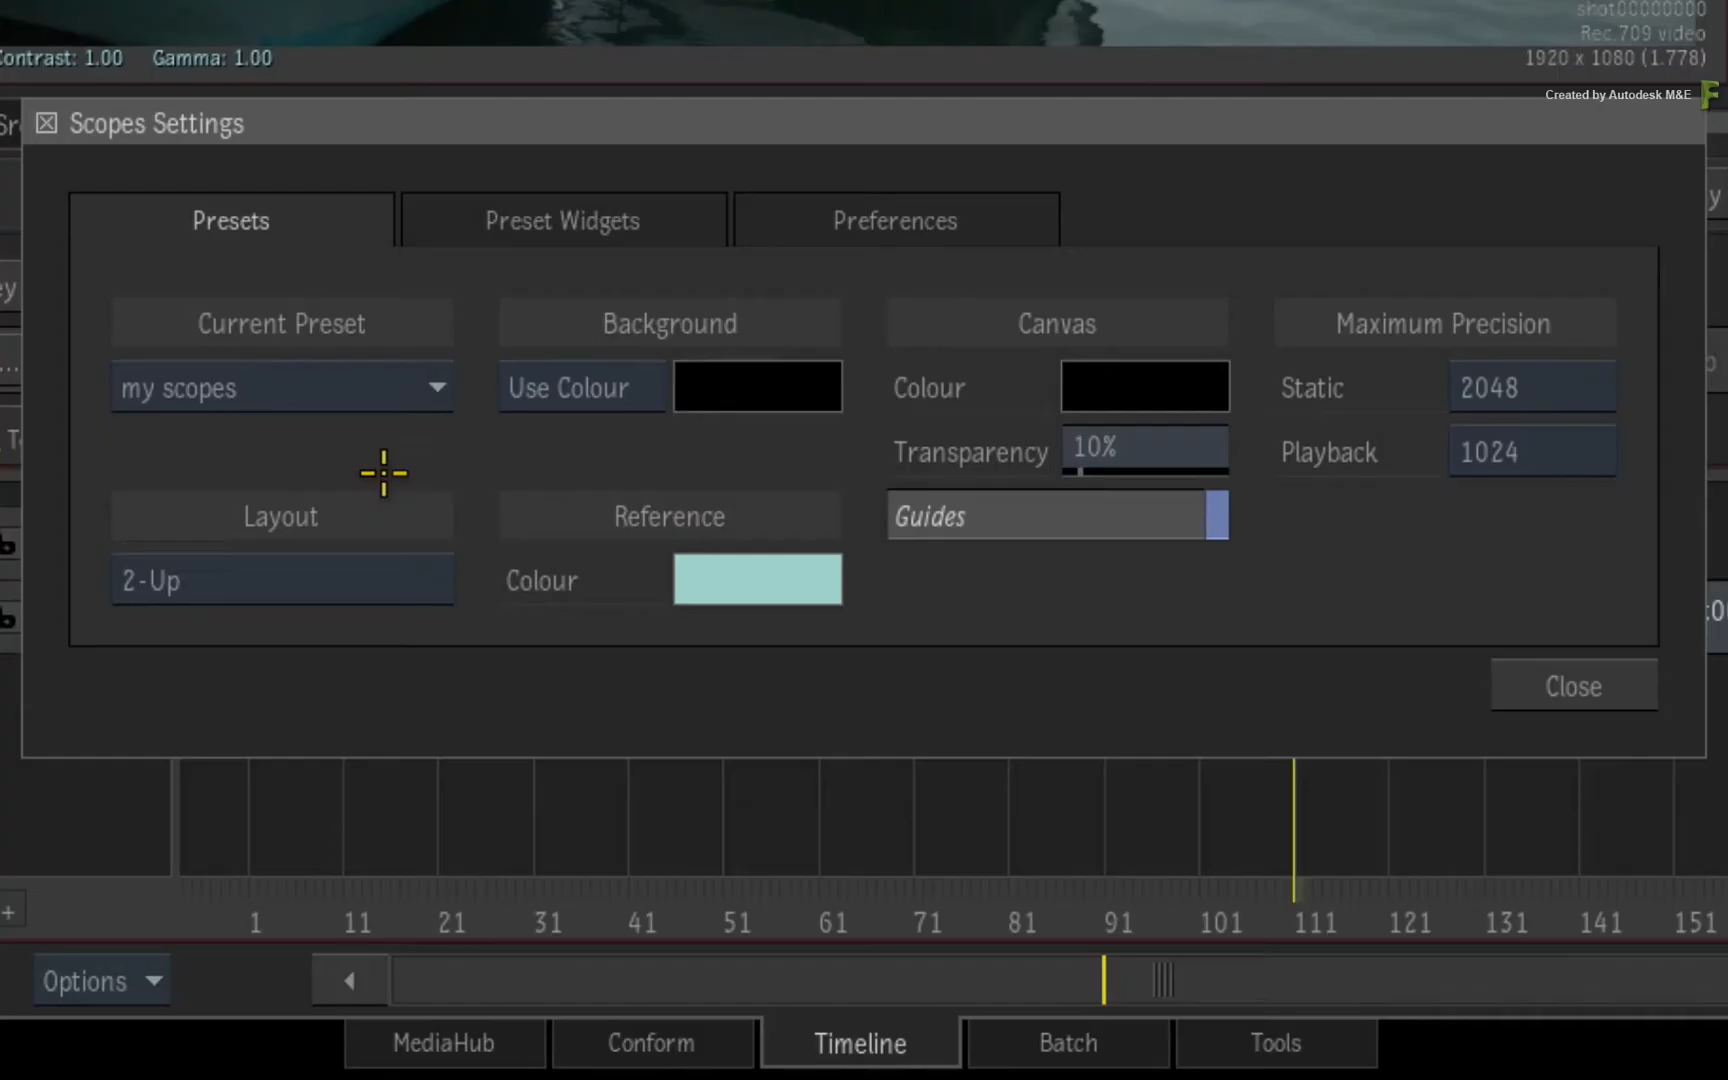 shot00000000
Rec.709 video
Contrast: 1.00 Gamma: 1.00
1920 x 1080 (1.778)
Created by Autodesk M&E
Scopes Settings
Presets
Preset Widgets
Preferences
Current Preset
Background
Canvas
Maximum Precision
my scopes
Use Colour
Colour
Static
2048
Transparency
10%
Playback
1024
Layout
Reference
Guides
2-Up
Colour
Close
1 11 21 31 41 51 61 71 81 91 101 111 121 131 141 151
Options
MediaHub
Conform
Timeline
Batch
Tools